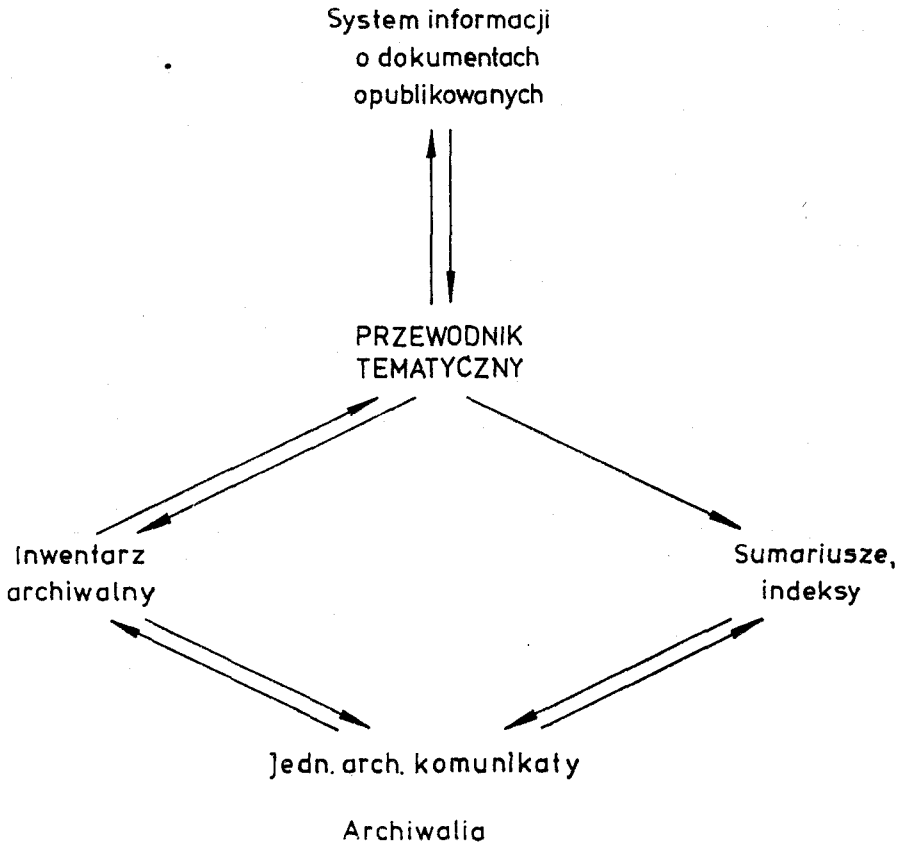 System informacji
o dokumentach
opublikowanych
PRZEWODNIK
TEMATYCZNY
Inwentarz
archiwalny
Sumariusze,
indeksy
Jedn. arch. komunikaty
Archiwalia